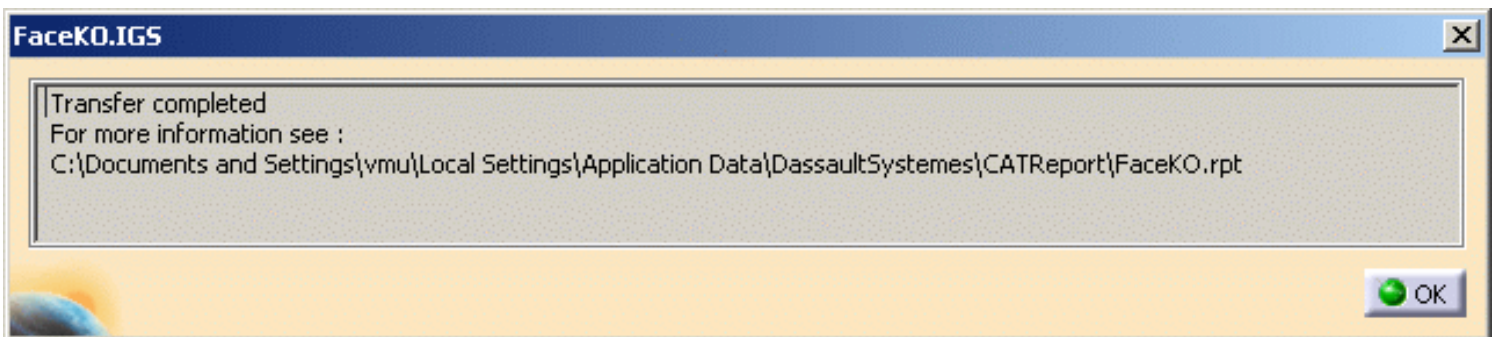 FaceKO.IGS
Transfer completed
For more information see :
C:\Documents and Settings\vmu\Local Settings\Application Data\DassaultSystemes\CATReport\FaceKO.rpt
OK